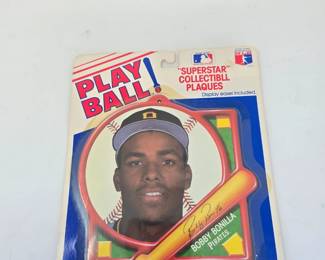 PLAY
BALL!
"SUPERSTAR"
COLLECTIBLE
PLAQUES
Display easel included.
BOBBY BONILLA
PIRATES